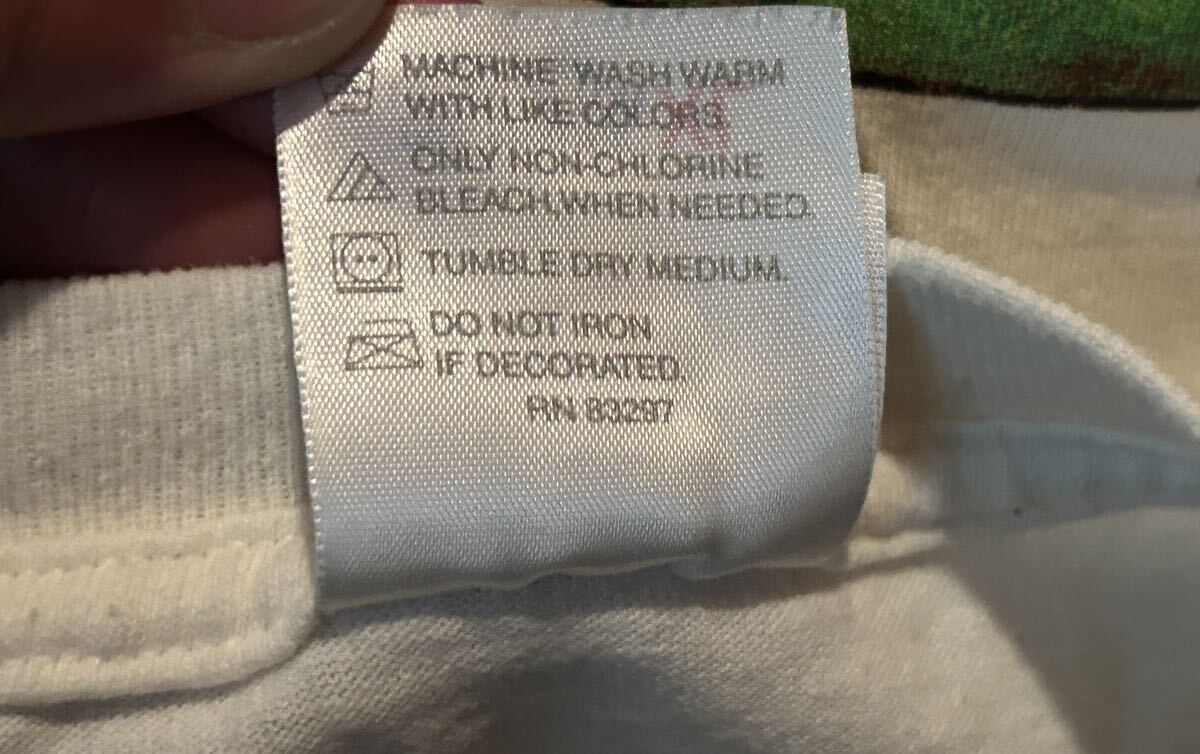 MACHINE WASH WARM
WITH LIKE COLORS
ONLY NON-CHLORINE
BLEACH, WHEN NEEDED.
TUMBLE DRY MEDIUM.
DO NOT IRON
IF DECORATED.
RN 83297